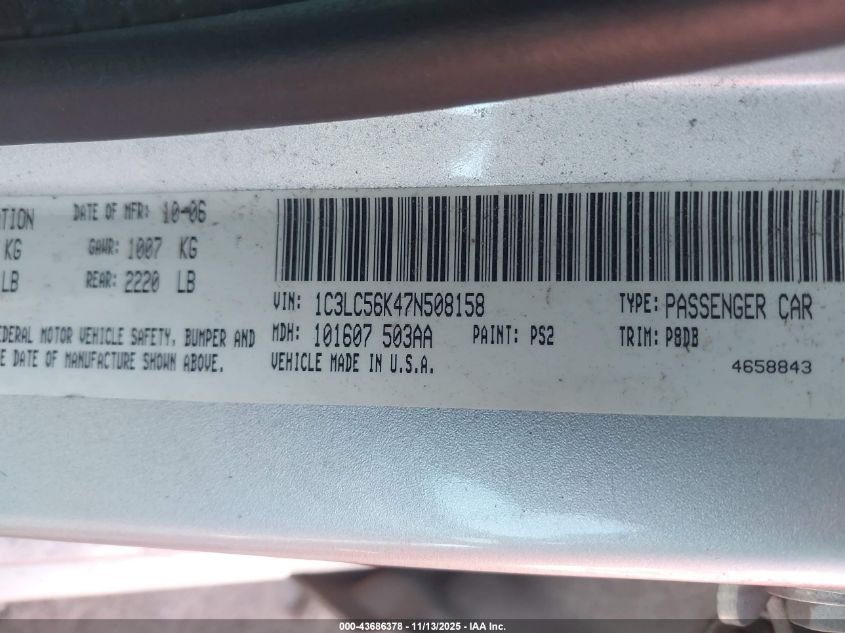 TION DATE OF MFR: 10-06
KG GAWR: 1007 KG
LB REAR: 2220 LB
VIN: 1C3LC56K47N508158 TYPE: PASSENGER CAR
FEDERAL MOTOR VEHICLE SAFETY, BUMPER AND MDH: 101607 503AA PAINT: PS2 TRIM: P8DB
E DATE OF MANUFACTURE SHOWN ABOVE. VEHICLE MADE IN U.S.A. 4658843
000-43686378 - 11/13/2025 - IAA Inc.